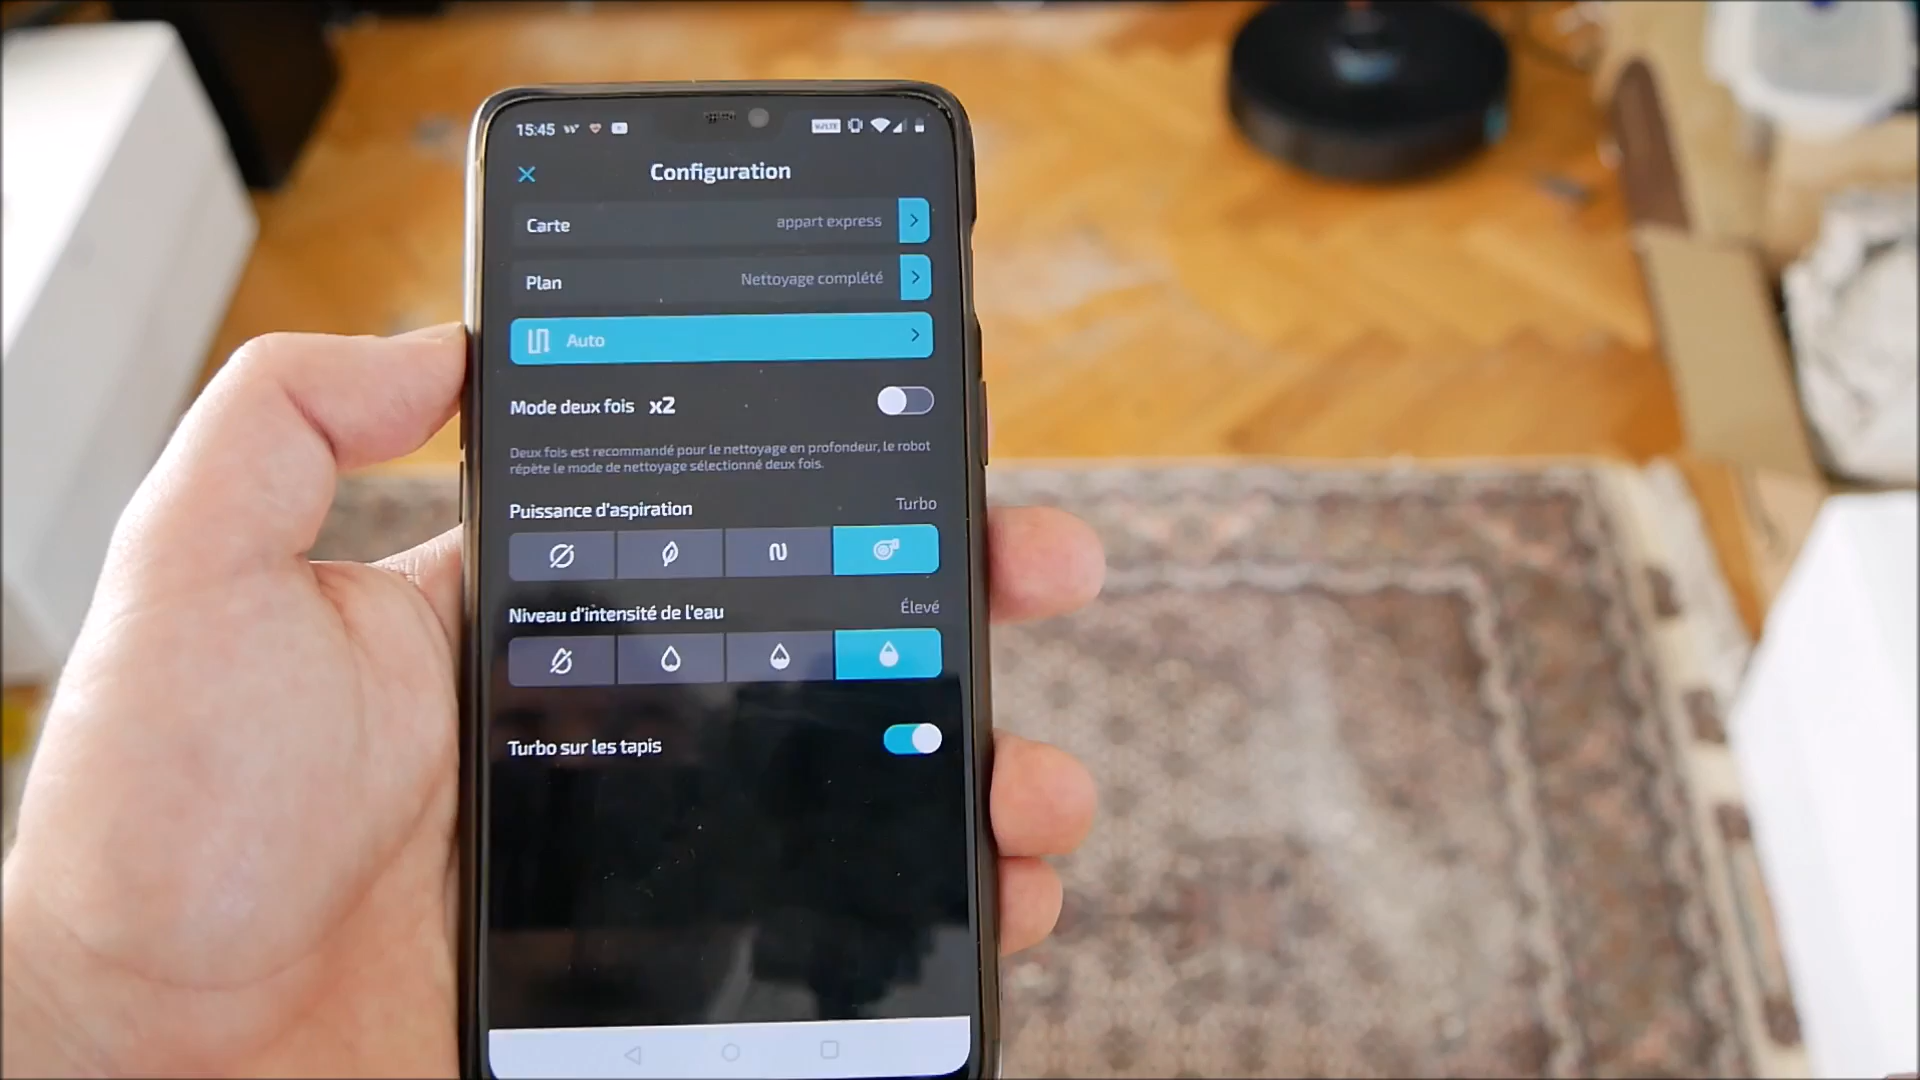 15:45 VoLTE
Configuration
Carte appart express
Plan Nettoyage complété
Auto
Mode deux fois x2
Deux fois est recommandé pour le nettoyage en profondeur, le robot
répète le mode de nettoyage sélectionné deux fois.
Puissance d'aspiration Turbo
Niveau d'intensité de l'eau Élevé
Turbo sur les tapis